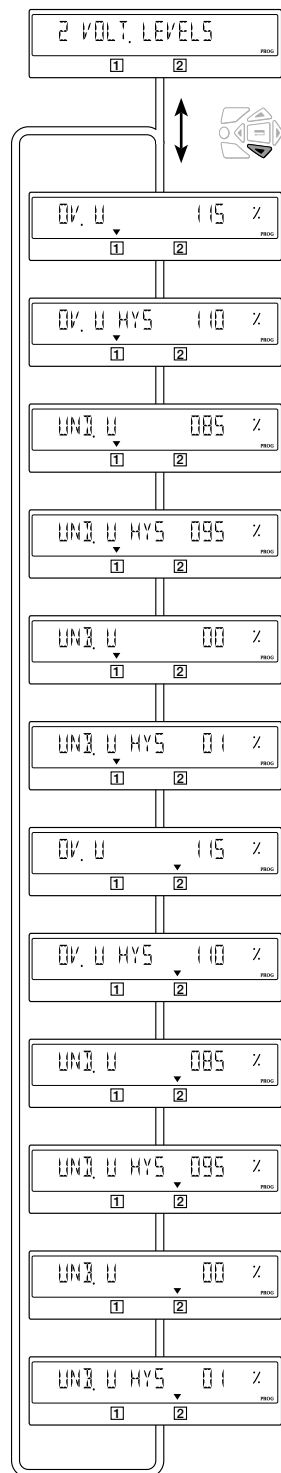 2 VOLT. LEVELS
PROG
1 2
OV. U 115 %
PROG
1 2
OV. U HYS 110 %
PROG
1 2
UND. U 085 %
PROG
1 2
UND. U HYS 095 %
PROG
1 2
UNB. U 00 %
PROG
1 2
UNB. U HYS 01 %
PROG
1 2
OV. U 115 %
PROG
1 2
OV. U HYS 110 %
PROG
1 2
UND. U 085 %
PROG
1 2
UND. U HYS 095 %
PROG
1 2
UNB. U 00 %
PROG
1 2
UNB. U HYS 01 %
PROG
1 2